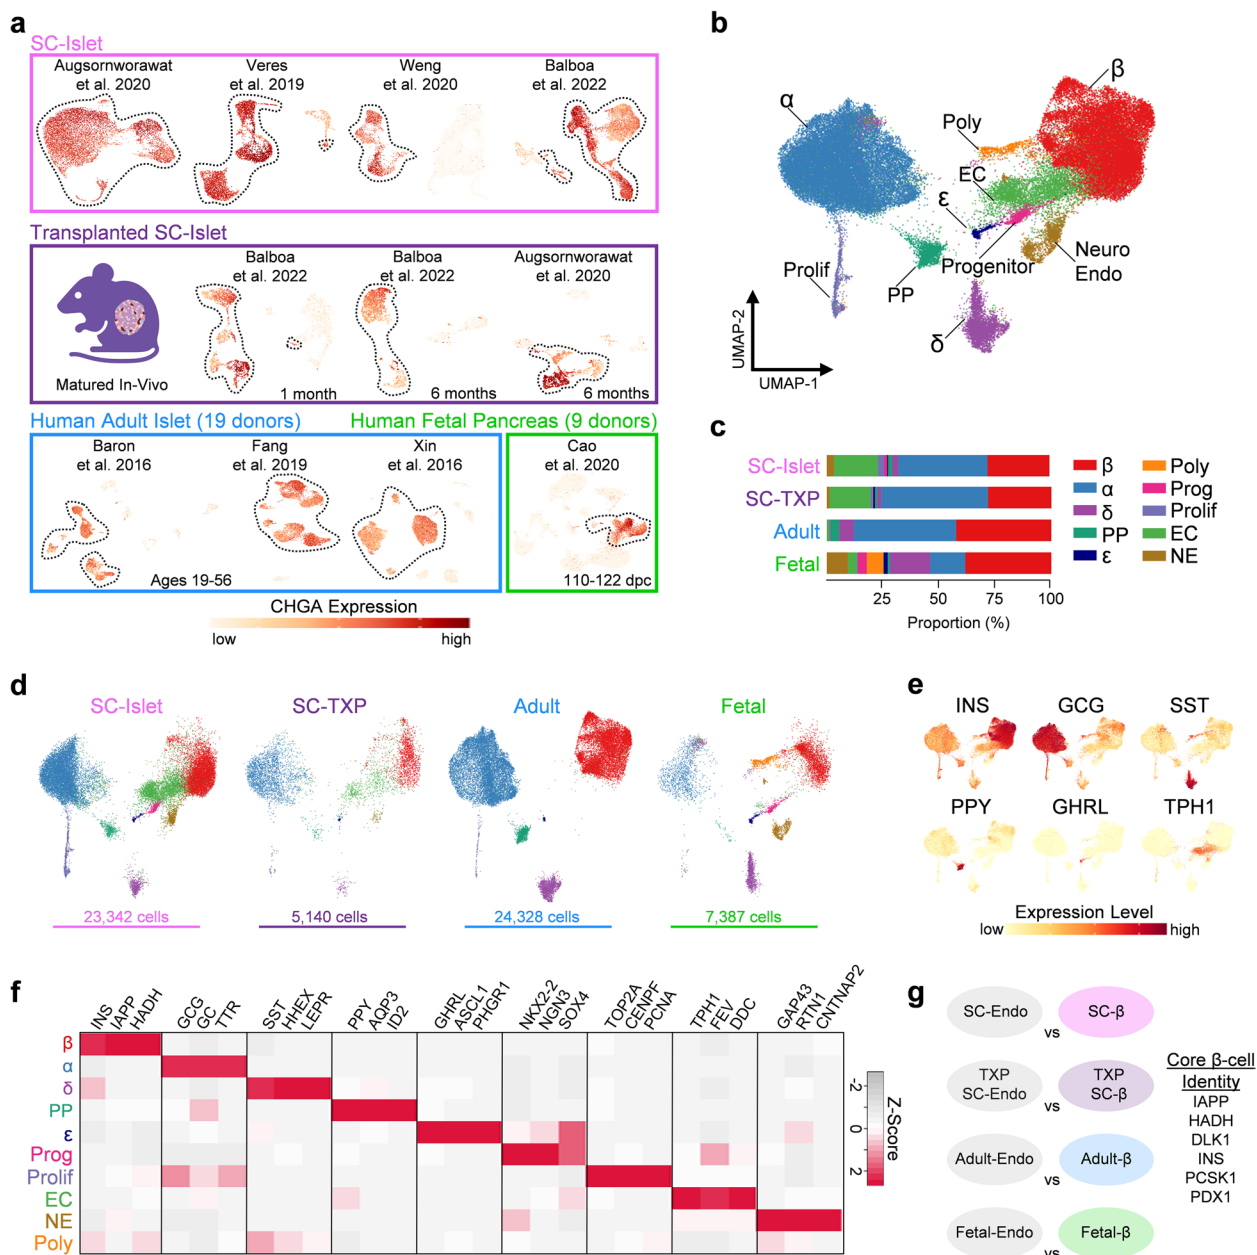 a
SC-Islet
Augsornworawat
et al. 2020
Veres
et al. 2019
Weng
et al. 2020
Balboa
et al. 2022
Transplanted SC-Islet
Matured In-Vivo
Balboa
et al. 2022
1 month
Balboa
et al. 2022
6 months
Augsornworawat
et al. 2020
6 months
Human Adult Islet (19 donors)
Human Fetal Pancreas (9 donors)
Baron
et al. 2016
Fang
et al. 2019
Xin
et al. 2016
Ages 19-56
Cao
et al. 2020
110-122 dpc
CHGA Expression
low
high
b
α
β
Poly
EC
ε
Prolif
PP
Progenitor
Neuro
Endo
δ
UMAP-2
UMAP-1
c
SC-Islet
SC-TXP
Adult
Fetal
25
50
75
100
Proportion (%)
β
α
δ
PP
ε
Poly
Prog
Prolif
EC
NE
d
SC-Islet
SC-TXP
Adult
Fetal
23,342 cells
5,140 cells
24,328 cells
7,387 cells
e
INS
GCG
SST
PPY
GHRL
TPH1
Expression Level
low
high
f
INS
IAPP
HADH
GCG
GC
TTR
SST
HHEX
LEPR
PPY
AQP3
ID2
GHRL
ASCL1
PHGR1
NKX2-2
NGN3
SOX4
TOP2A
CENPF
PCNA
TPH1
FEV
DDC
GAP43
RTN1
CNTNAP2
β
α
δ
PP
ε
Prog
Prolif
EC
NE
Poly
-2
0
2
Z-Score
g
SC-Endo
vs
SC-β
TXP
SC-Endo
vs
TXP
SC-β
Adult-Endo
vs
Adult-β
Fetal-Endo
vs
Fetal-β
Core β-cell
Identity
IAPP
HADH
DLK1
INS
PCSK1
PDX1